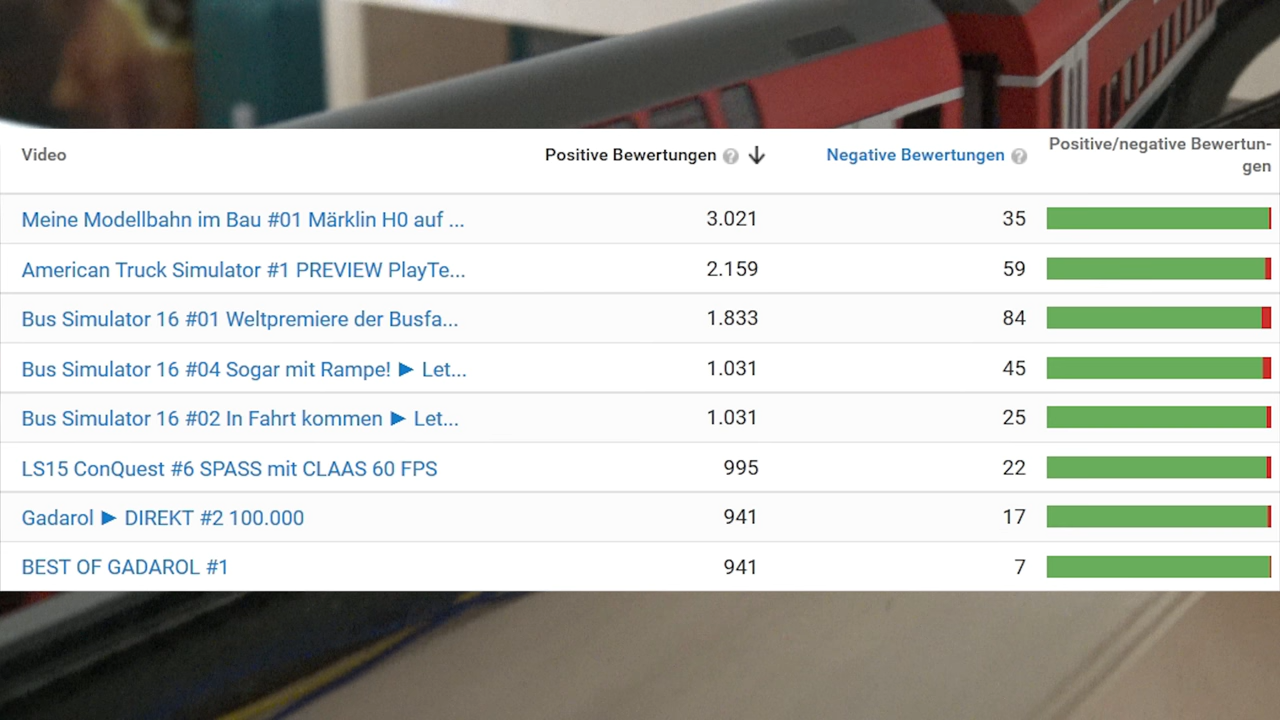 Video Positive Bewertungen ? ↓ Negative Bewertungen ? Positive/negative Bewertun-
gen
Meine Modellbahn im Bau #01 Märklin H0 auf ... 3.021 35
American Truck Simulator #1 PREVIEW PlayTe... 2.159 59
Bus Simulator 16 #01 Weltpremiere der Busfa... 1.833 84
Bus Simulator 16 #04 Sogar mit Rampe! ► Let... 1.031 45
Bus Simulator 16 #02 In Fahrt kommen ► Let... 1.031 25
LS15 ConQuest #6 SPASS mit CLAAS 60 FPS 995 22
Gadarol ► DIREKT #2 100.000 941 17
BEST OF GADAROL #1 941 7